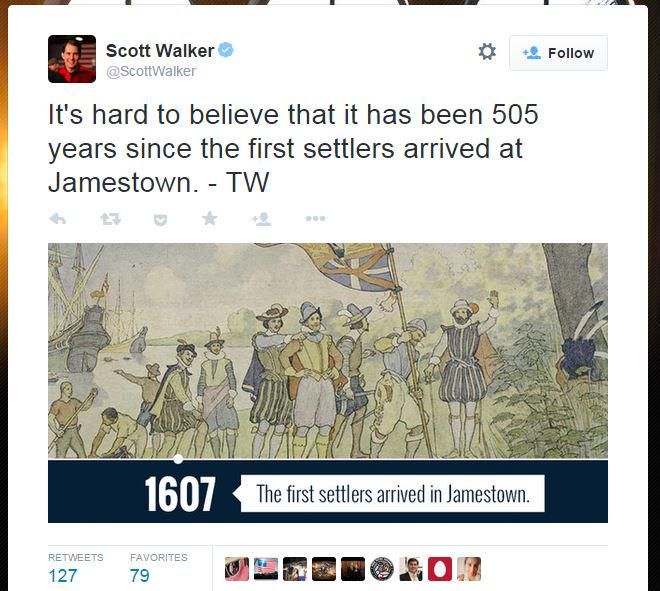 Scott Walker
@ScottWalker
Follow
It's hard to believe that it has been 505
years since the first settlers arrived at
Jamestown. - TW
1607
The first settlers arrived in Jamestown.
RETWEETS
FAVORITES
127
79